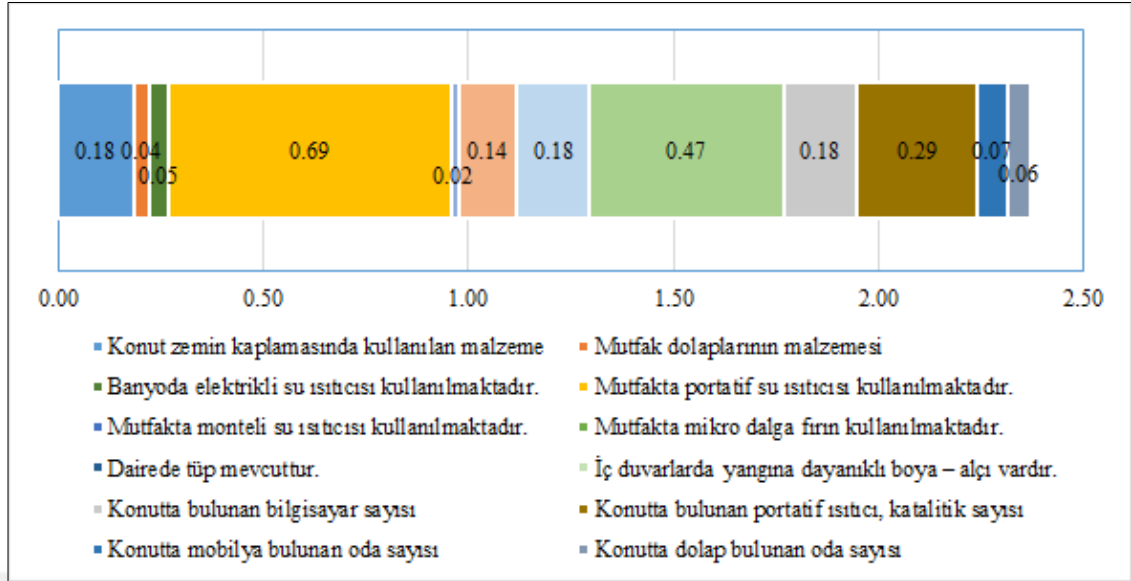 0.18 0.04 0.69 0.14 0.18 0.47 0.18 0.29 0.07
0.05 0.02 0.06
0.00 0.50 1.00 1.50 2.00 2.50
Konut zemin kaplamasında kullanılan malzeme Mutfak dolaplarının malzemesi
Banyoda elektrikli su ısıtıcısı kullanılmaktadır. Mutfakta portatif su ısıtıcısı kullanılmaktadır.
Mutfakta monteli su ısıtıcısı kullanılmaktadır. Mutfakta mikro dalga fırın kullanılmaktadır.
Dairede tüp mevcuttur. İç duvarlarda yangına dayanıklı boya – alçı vardır.
Konutta bulunan bilgisayar sayısı Konutta bulunan portatif ısıtıcı, katalitik sayısı
Konutta mobilya bulunan oda sayısı Konutta dolap bulunan oda sayısı